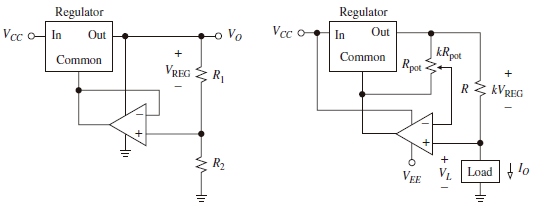 Regulator
V_CC In Out V_O
Common
+
V_REG R_1
−
−
+
R_2
Regulator
V_CC In Out
Common
kR_pot
R_pot
+
R kV_REG
−
−
+
V_EE
+
V_L Load I_O
−